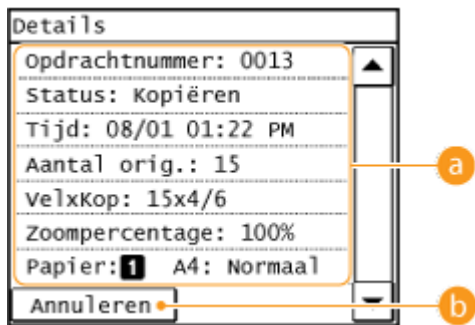 Details
Opdrachtnummer: 0013
Status: Kopiëren
Tijd: 08/01 01:22 PM
Aantal orig.: 15
VelxKop: 15x4/6
Zoompercentage: 100%
Papier:1 A4: Normaal
a
Annuleren
b